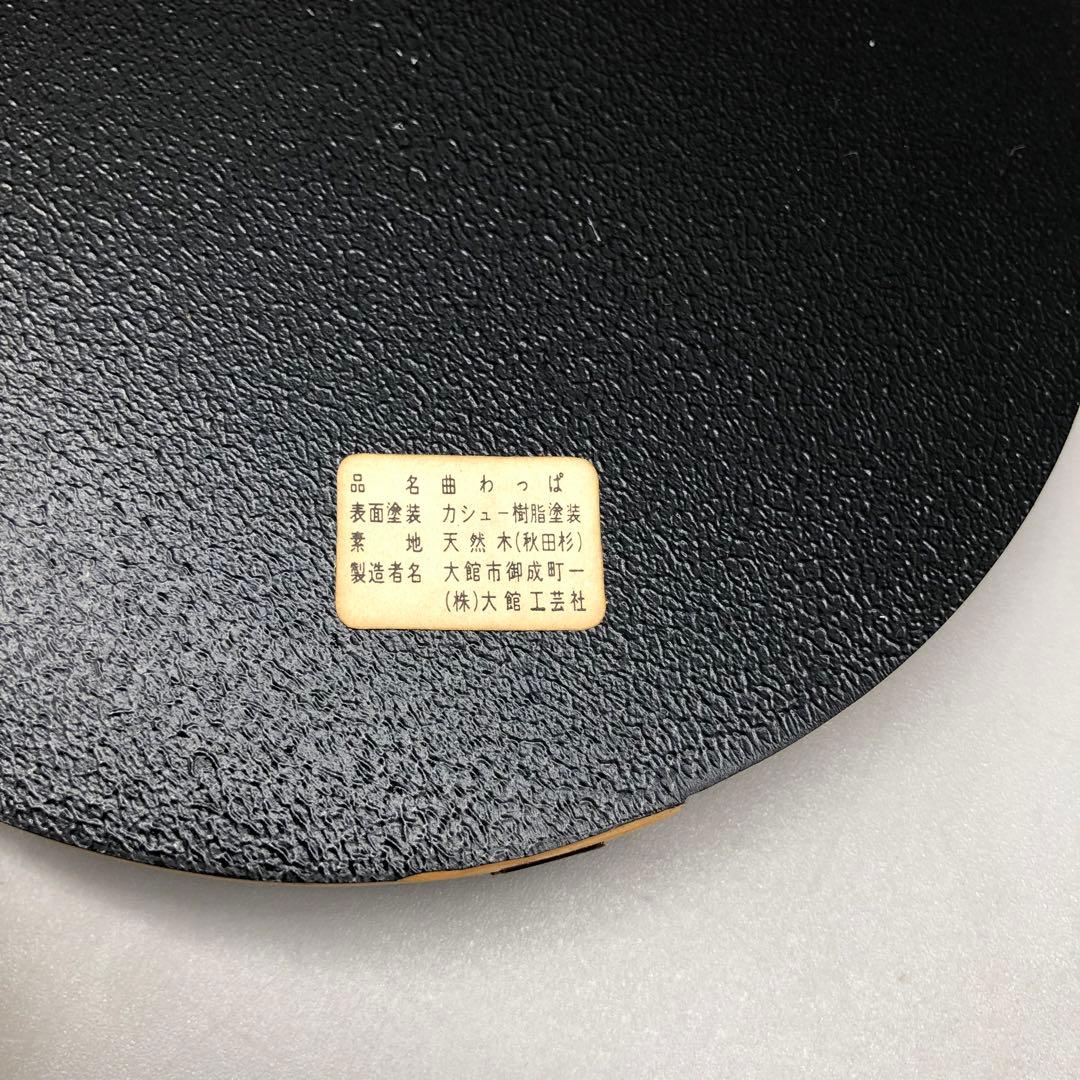 品名 曲わっぱ
表面塗装 カシュー樹脂塗装
素地 天然木(秋田杉)
製造者名 大館市御成町一
(株)大館工芸社